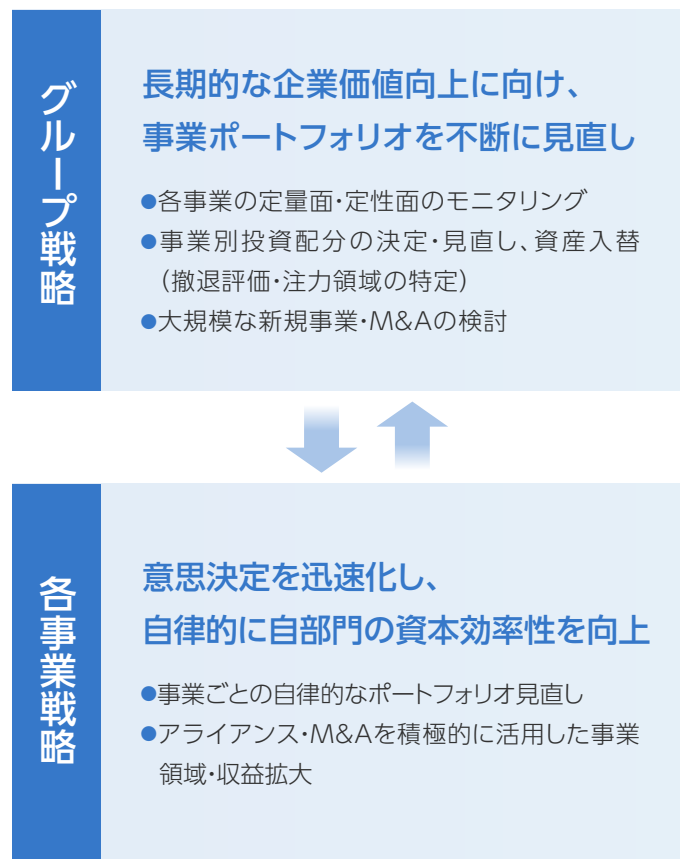 グループ戦略
長期的な企業価値向上に向け、
事業ポートフォリオを不断に見直し
●各事業の定量面・定性面のモニタリング
●事業別投資配分の決定・見直し、資産入替
（撤退評価・注力領域の特定）
●大規模な新規事業・M&Aの検討
各事業戦略
意思決定を迅速化し、
自律的に自部門の資本効率性を向上
●事業ごとの自律的なポートフォリオ見直し
●アライアンス・M&Aを積極的に活用した事業
領域・収益拡大